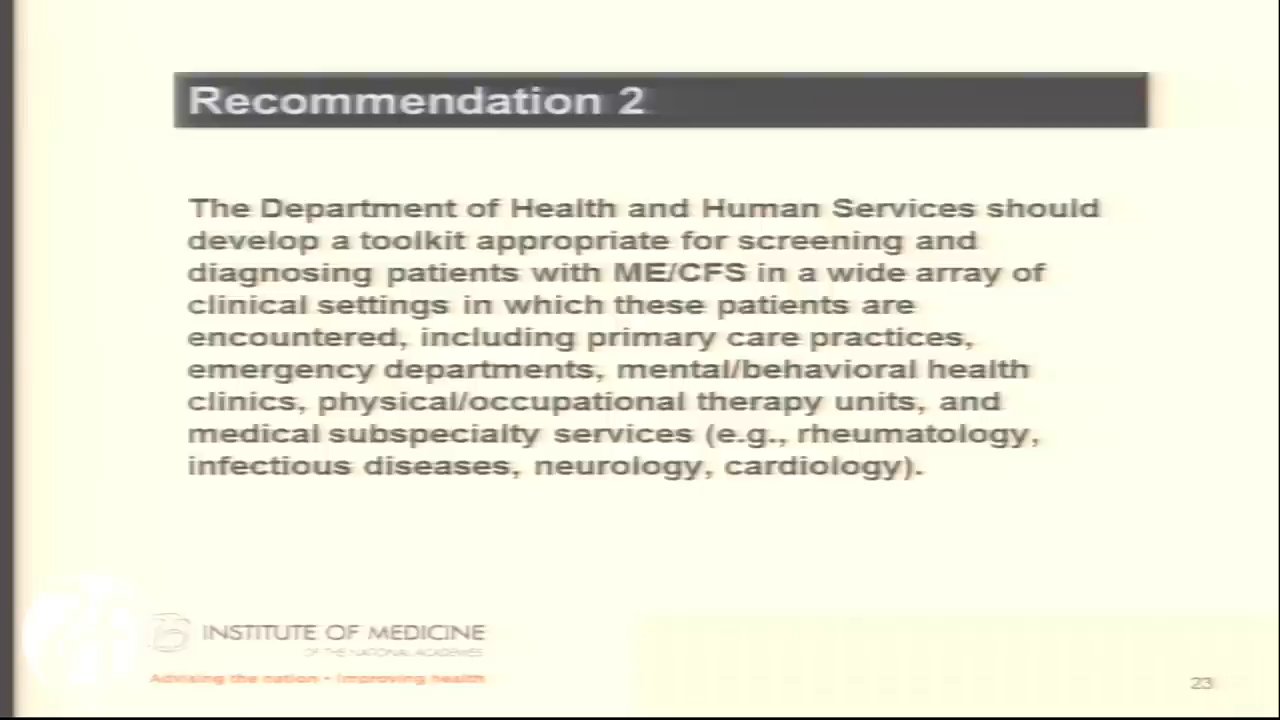 Recommendation 2
The Department of Health and Human Services should
develop a toolkit appropriate for screening and
diagnosing patients with ME/CFS in a wide array of
clinical settings in which these patients are
encountered, including primary care practices,
emergency departments, mental/behavioral health
clinics, physical/occupational therapy units, and
medical subspecialty services (e.g., rheumatology,
infectious diseases, neurology, cardiology).
INSTITUTE OF MEDICINE
OF THE NATIONAL ACADEMIES
Advising the nation • Improving health
23